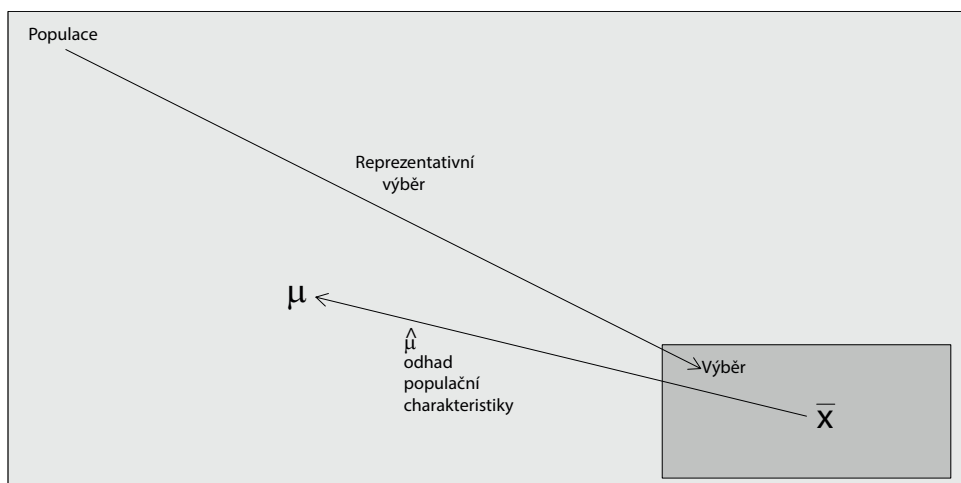 Populace
Reprezentativní
výběr
μ
μ̂
odhad
populační
charakteristiky
Výběr
x̅